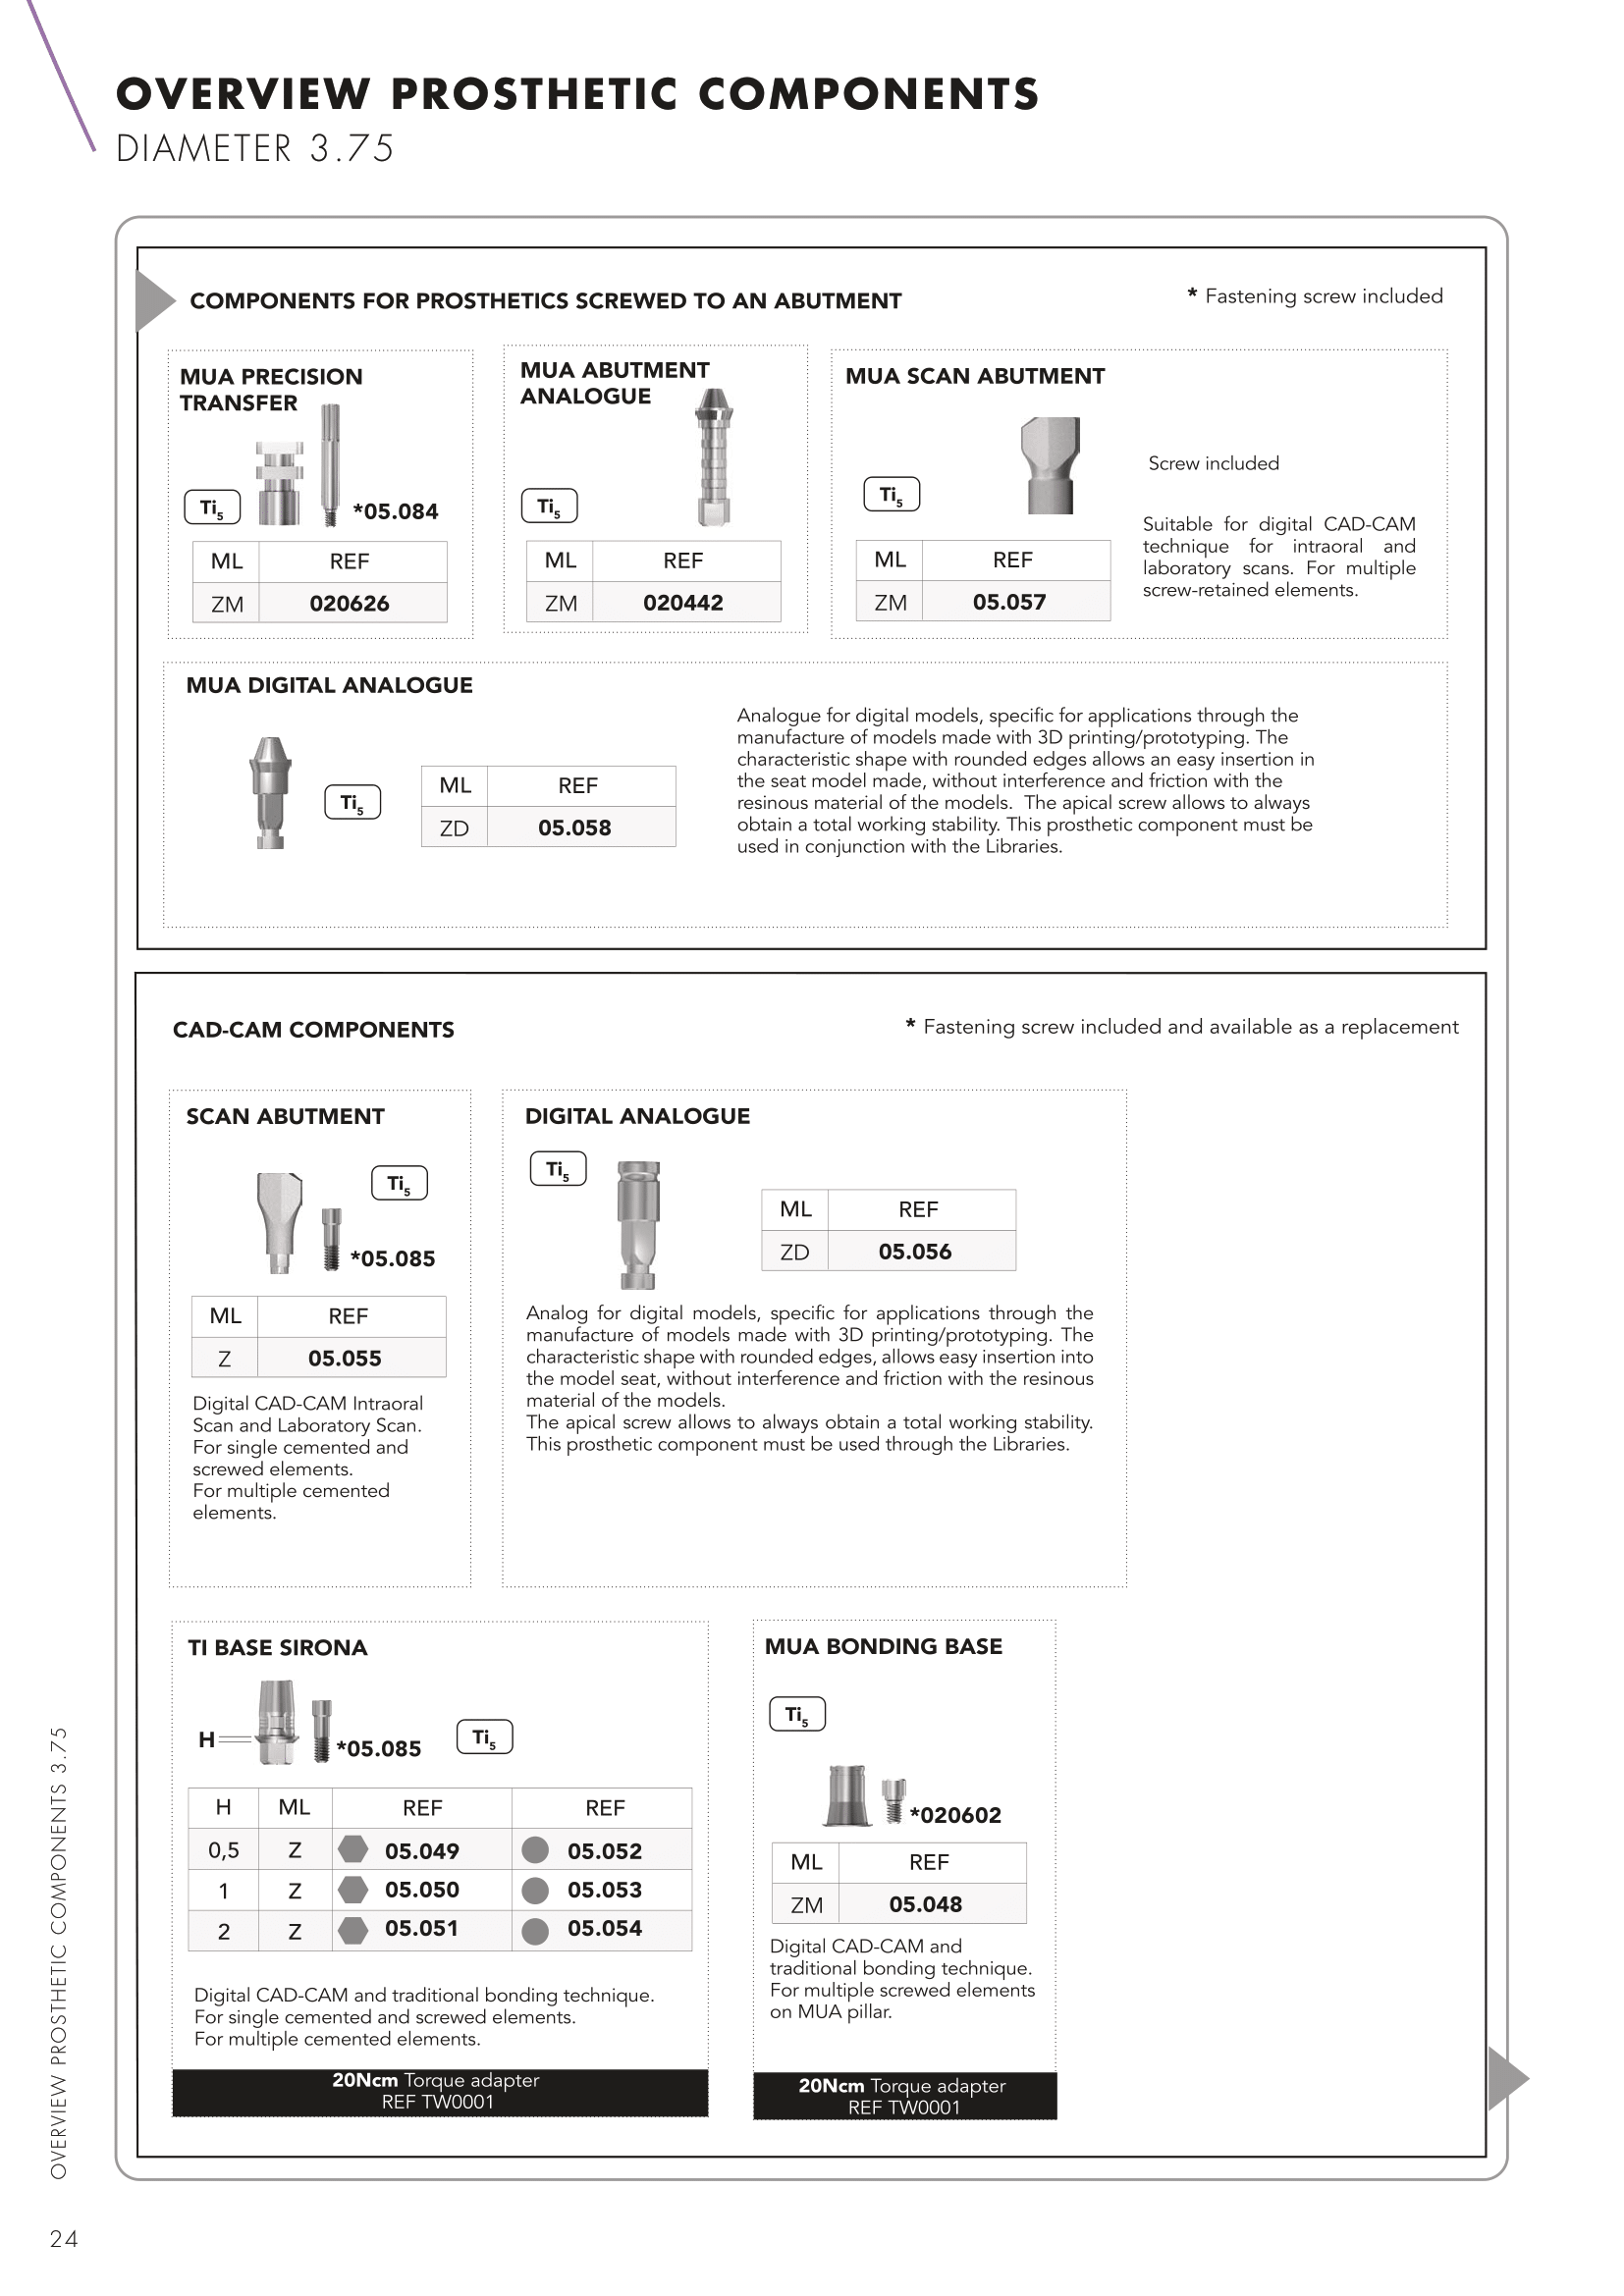 OVERVIEW PROSTHETIC COMPONENTS
DIAMETER 3.75
COMPONENTS FOR PROSTHETICS SCREWED TO AN ABUTMENT
* Fastening screw included
MUA PRECISION
TRANSFER
Ti5
*05.084
ML REF
ZM 020626
MUA ABUTMENT
ANALOGUE
Ti5
ML REF
ZM 020442
MUA SCAN ABUTMENT
Ti5
ML REF
ZM 05.057
Screw included
Suitable for digital CAD-CAM
technique for intraoral and
laboratory scans. For multiple
screw-retained elements.
MUA DIGITAL ANALOGUE
Ti5
ML REF
ZD 05.058
Analogue for digital models, specific for applications through the
manufacture of models made with 3D printing/prototyping. The
characteristic shape with rounded edges allows an easy insertion in
the seat model made, without interference and friction with the
resinous material of the models. The apical screw allows to always
obtain a total working stability. This prosthetic component must be
used in conjunction with the Libraries.
CAD-CAM COMPONENTS
* Fastening screw included and available as a replacement
SCAN ABUTMENT
Ti5
*05.085
ML REF
Z 05.055
Digital CAD-CAM Intraoral
Scan and Laboratory Scan.
For single cemented and
screwed elements.
For multiple cemented
elements.
DIGITAL ANALOGUE
Ti5
ML REF
ZD 05.056
Analog for digital models, specific for applications through the
manufacture of models made with 3D printing/prototyping. The
characteristic shape with rounded edges, allows easy insertion into
the model seat, without interference and friction with the resinous
material of the models.
The apical screw allows to always obtain a total working stability.
This prosthetic component must be used through the Libraries.
TI BASE SIRONA
H
*05.085
Ti5
H ML REF REF
0,5 Z 05.049 05.052
1 Z 05.050 05.053
2 Z 05.051 05.054
Digital CAD-CAM and traditional bonding technique.
For single cemented and screwed elements.
For multiple cemented elements.
20Ncm Torque adapter
REF TW0001
MUA BONDING BASE
Ti5
*020602
ML REF
ZM 05.048
Digital CAD-CAM and
traditional bonding technique.
For multiple screwed elements
on MUA pillar.
20Ncm Torque adapter
REF TW0001
OVERVIEW PROSTHETIC COMPONENTS 3.75
24